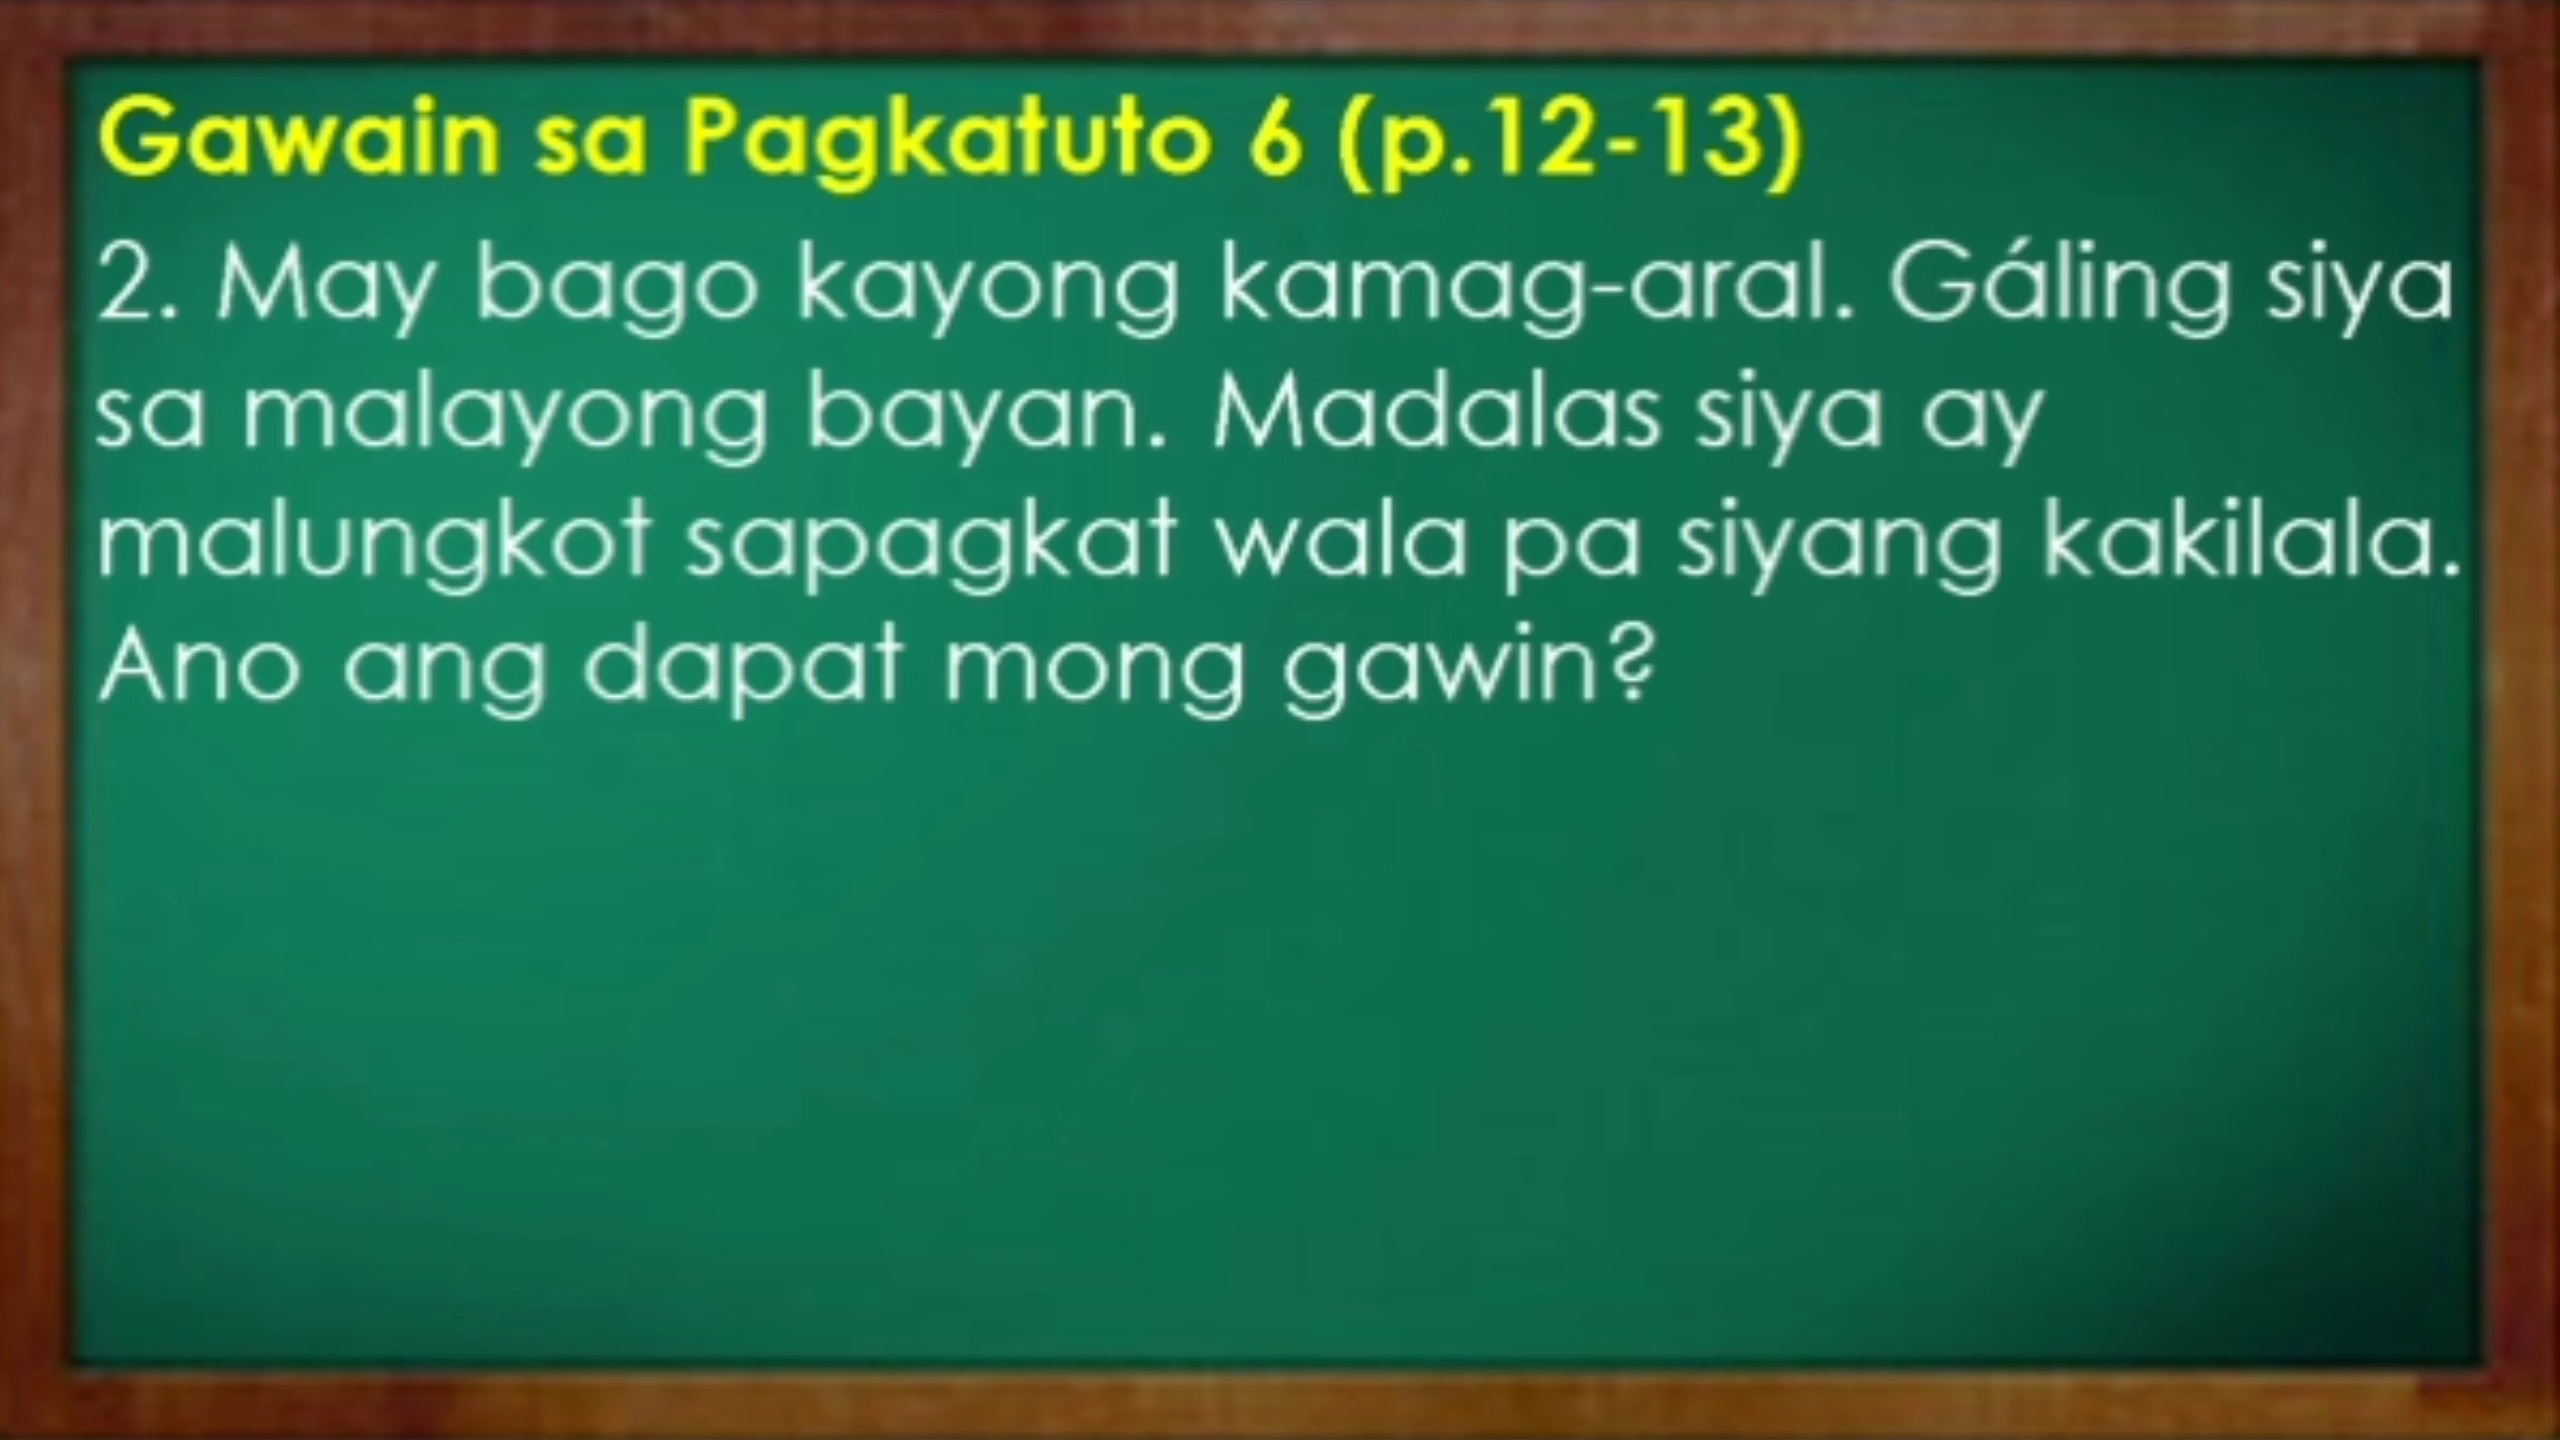 Gawain sa Pagkatuto 6 (p.12-13)
2. May bago kayong kamag-aral. Gáling siya
sa malayong bayan. Madalas siya ay
malungkot sapagkat wala pa siyang kakilala.
Ano ang dapat mong gawin?